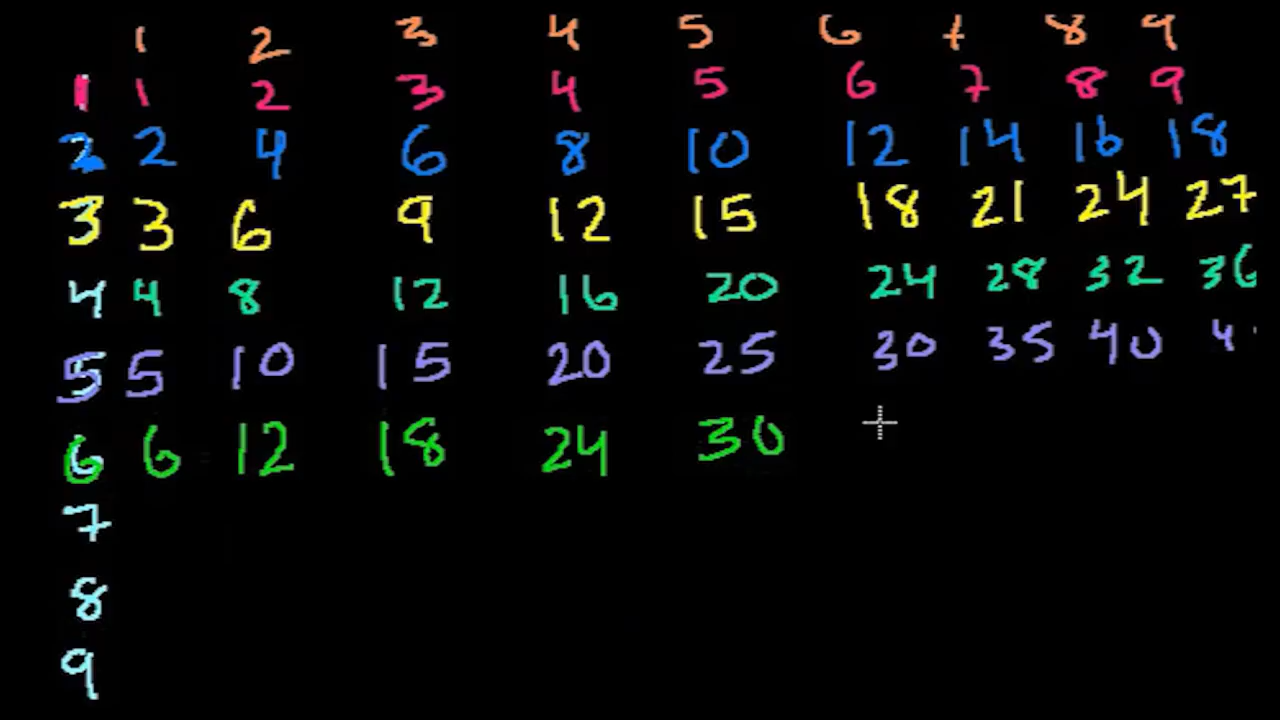 1 2 3 4 5 6 7 8 9
1 1 2 3 4 5 6 7 8 9
2 2 4 6 8 10 12 14 16 18
3 3 6 9 12 15 18 21 24 27
4 4 8 12 16 20 24 28 32 36
5 5 10 15 20 25 30 35 40 4
6 6 12 18 24 30
7
8
9